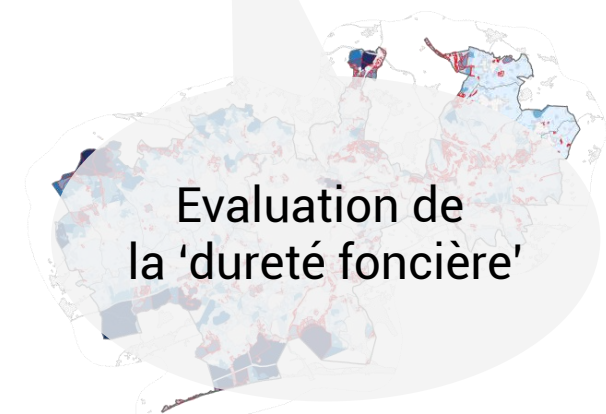 Evaluation de
la ‘dureté foncière’